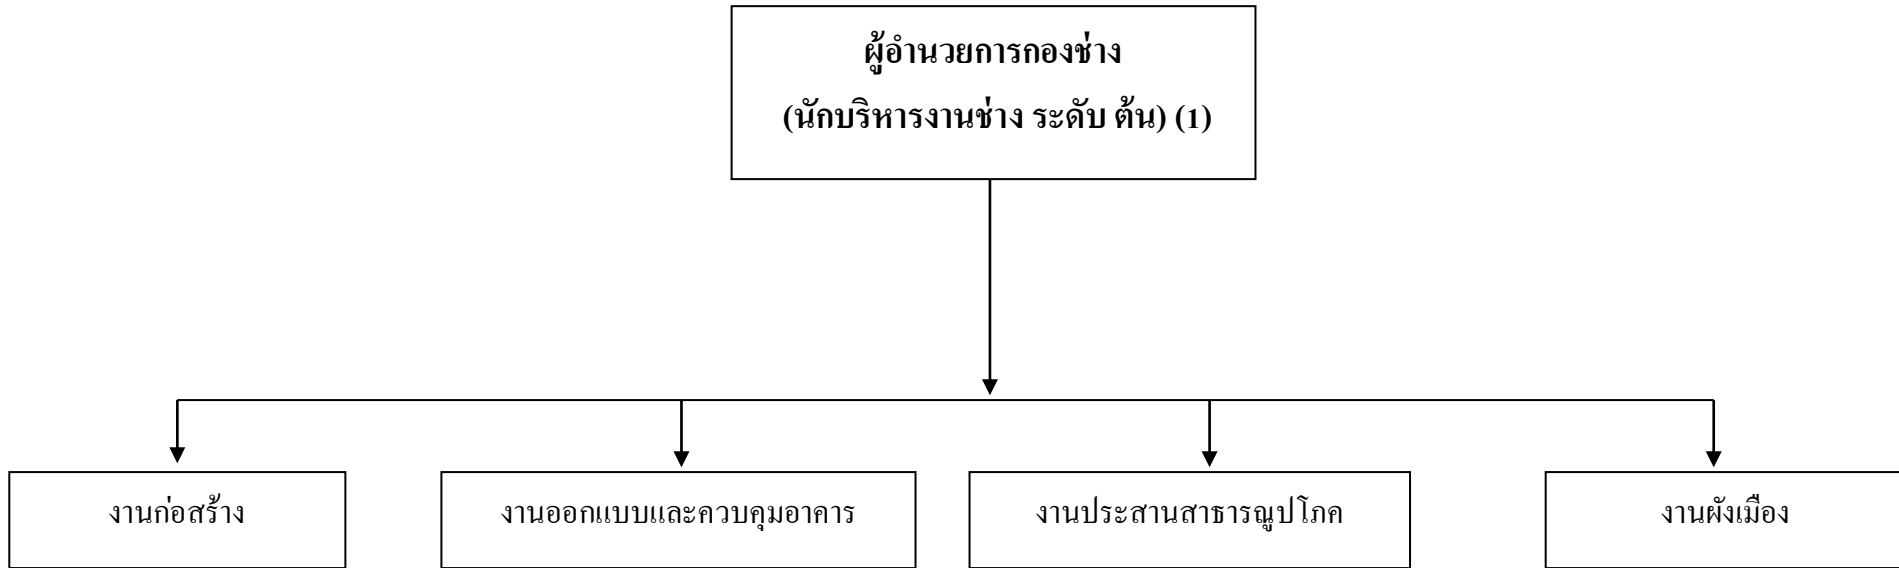 ผู้อำนวยการกองช่าง
(นักบริหารงานช่าง ระดับ ต้น) (1)
งานก่อสร้าง
งานออกแบบและควบคุมอาคาร
งานประสานสาธารณูปโภค
งานผังเมือง